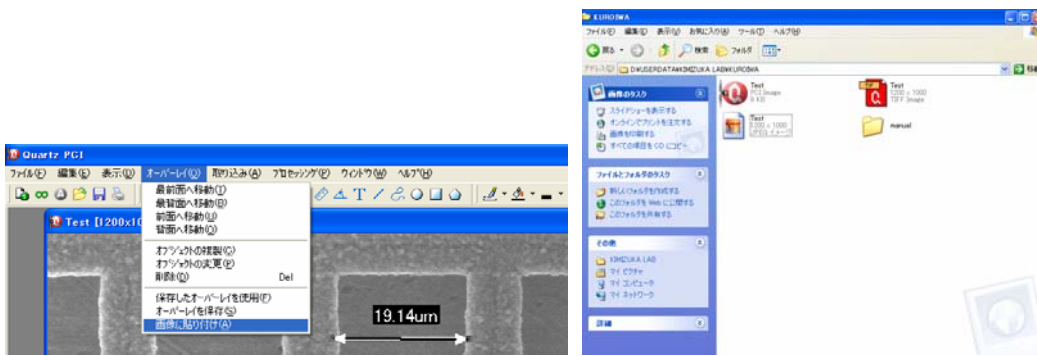 Quartz PCI
ファイル(F) 編集(E) 表示(D) オーバーレイ(O) 取り込み(A) プロセッシング(P) ウィンドウ(W) ヘルプ(H)
最前面へ移動(T)
最背面へ移動(B)
前面へ移動(U)
背面へ移動(O)
オブジェクトの複製(C)
オブジェクトの変更(P)
削除(D) Del
保存したオーバーレイを使用(F)
オーバーレイを保存(S)
画像に貼り付け(A)
Test [1200x10
19.14um
KUROIWA
ファイル(F) 編集(E) 表示(V) お気に入り(A) ツール(T) ヘルプ(H)
戻る 検索 フォルダ
D:¥USERDATA¥KIMIZUKA LAB¥KUROIWA 移動
画像のタスク
スライドショーを表示する
オンラインでプリントを注文する
画像を印刷する
すべての項目を CD にコピー
ファイルとフォルダのタスク
新しいフォルダを作成する
このフォルダを Web に公開する
このフォルダを共有する
その他
KIMIZUKA LAB
マイ ピクチャ
マイ コンピュータ
マイ ネットワーク
詳細
Test
PCI Image
9 KB
Test
1200 x 1000
TIFF Image
Test
1200 x 1000
JPEG イメージ
manual